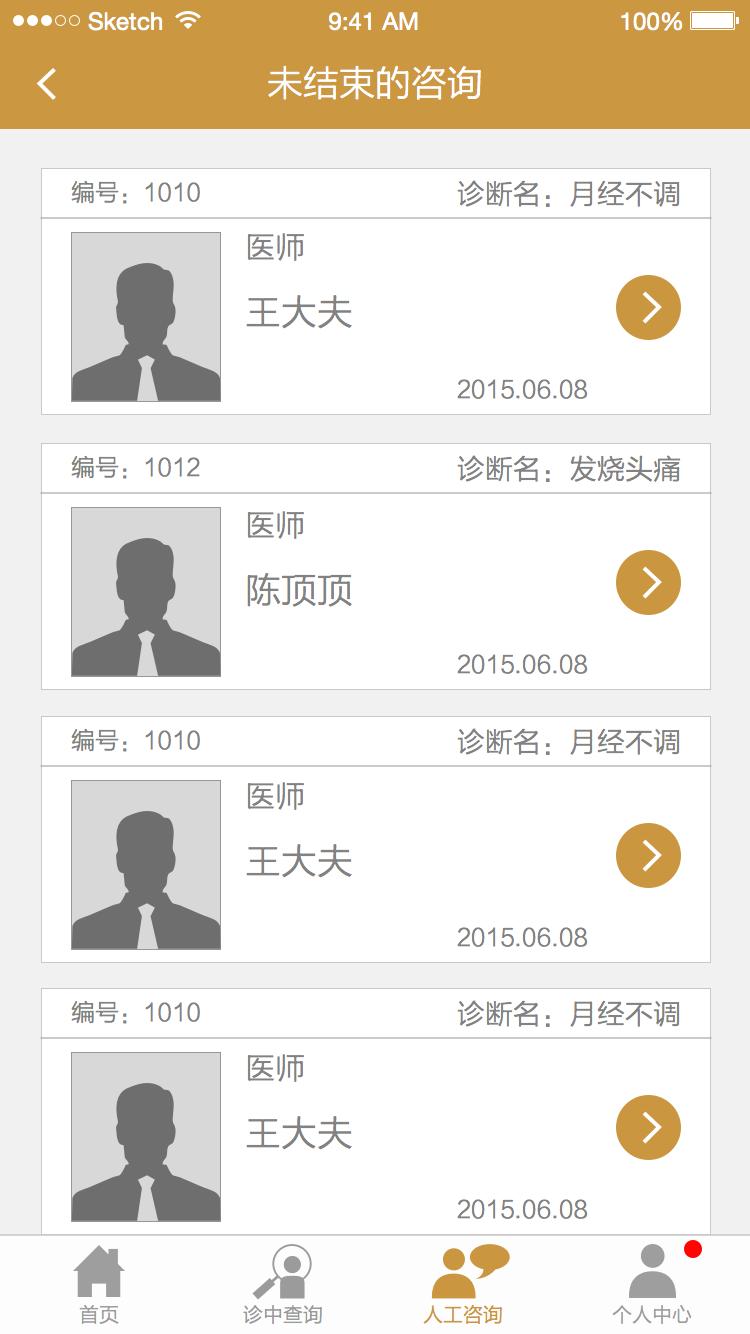 Sketch 9:41 AM 100%
未结束的咨询
编号：1010 诊断名：月经不调
医师
王大夫
2015.06.08
编号：1012 诊断名：发烧头痛
医师
陈顶顶
2015.06.08
编号：1010 诊断名：月经不调
医师
王大夫
2015.06.08
编号：1010 诊断名：月经不调
医师
王大夫
2015.06.08
首页 诊中查询 人工咨询 个人中心